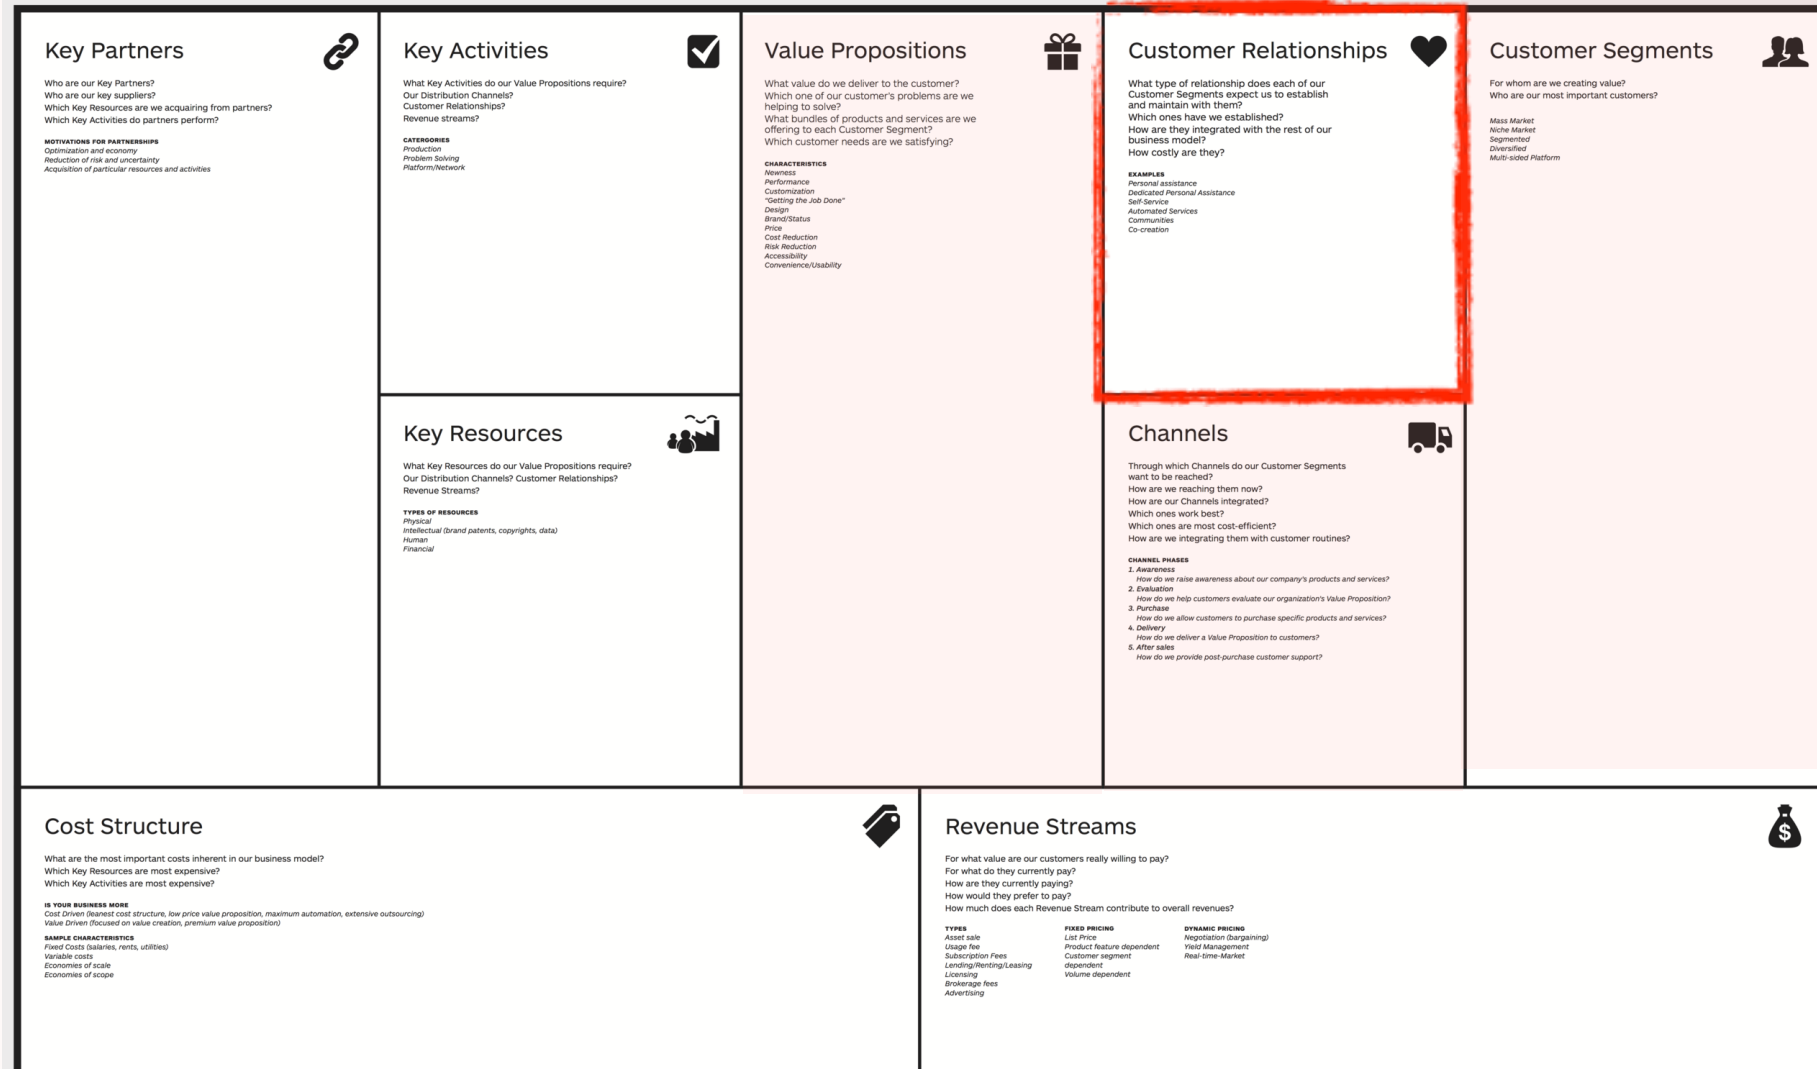 Key Partners
Who are our Key Partners?
Who are our key suppliers?
Which Key Resources are we acquairing from partners?
Which Key Activities do partners perform?
MOTIVATIONS FOR PARTNERSHIPS
Optimization and economy
Reduction of risk and uncertainty
Acquisition of particular resources and activities
Key Activities
What Key Activities do our Value Propositions require?
Our Distribution Channels?
Customer Relationships?
Revenue streams?
CATERGORIES
Production
Problem Solving
Platform/Network
Key Resources
What Key Resources do our Value Propositions require?
Our Distribution Channels? Customer Relationships?
Revenue Streams?
TYPES OF RESOURCES
Physical
Intellectual (brand patents, copyrights, data)
Human
Financial
Value Propositions
What value do we deliver to the customer?
Which one of our customer's problems are we
helping to solve?
What bundles of products and services are we
offering to each Customer Segment?
Which customer needs are we satisfying?
CHARACTERISTICS
Newness
Performance
Customization
"Getting the Job Done"
Design
Brand/Status
Price
Cost Reduction
Risk Reduction
Accessibility
Convenience/Usability
Customer Relationships
What type of relationship does each of our
Customer Segments expect us to establish
and maintain with them?
Which ones have we established?
How are they integrated with the rest of our
business model?
How costly are they?
EXAMPLES
Personal assistance
Dedicated Personal Assistance
Self-Service
Automated Services
Communities
Co-creation
Channels
Through which Channels do our Customer Segments
want to be reached?
How are we reaching them now?
How are our Channels integrated?
Which ones work best?
Which ones are most cost-efficient?
How are we integrating them with customer routines?
CHANNEL PHASES
1. Awareness
How do we raise awareness about our company's products and services?
2. Evaluation
How do we help customers evaluate our organization's Value Proposition?
3. Purchase
How do we allow customers to purchase specific products and services?
4. Delivery
How do we deliver a Value Proposition to customers?
5. After sales
How do we provide post-purchase customer support?
Customer Segments
For whom are we creating value?
Who are our most important customers?
Mass Market
Niche Market
Segmented
Diversified
Multi-sided Platform
Cost Structure
What are the most important costs inherent in our business model?
Which Key Resources are most expensive?
Which Key Activities are most expensive?
IS YOUR BUSINESS MORE
Cost Driven (leanest cost structure, low price value proposition, maximum automation, extensive outsourcing)
Value Driven (focused on value creation, premium value proposition)
SAMPLE CHARACTERISTICS
Fixed Costs (salaries, rents, utilities)
Variable costs
Economies of scale
Economies of scope
Revenue Streams
For what value are our customers really willing to pay?
For what do they currently pay?
How are they currently paying?
How would they prefer to pay?
How much does each Revenue Stream contribute to overall revenues?
TYPES
Asset sale
Usage fee
Subscription Fees
Lending/Renting/Leasing
Licensing
Brokerage fees
Advertising
FIXED PRICING
List Price
Product feature dependent
Customer segment
dependent
Volume dependent
DYNAMIC PRICING
Negotiation (bargaining)
Yield Management
Real-time-Market
$